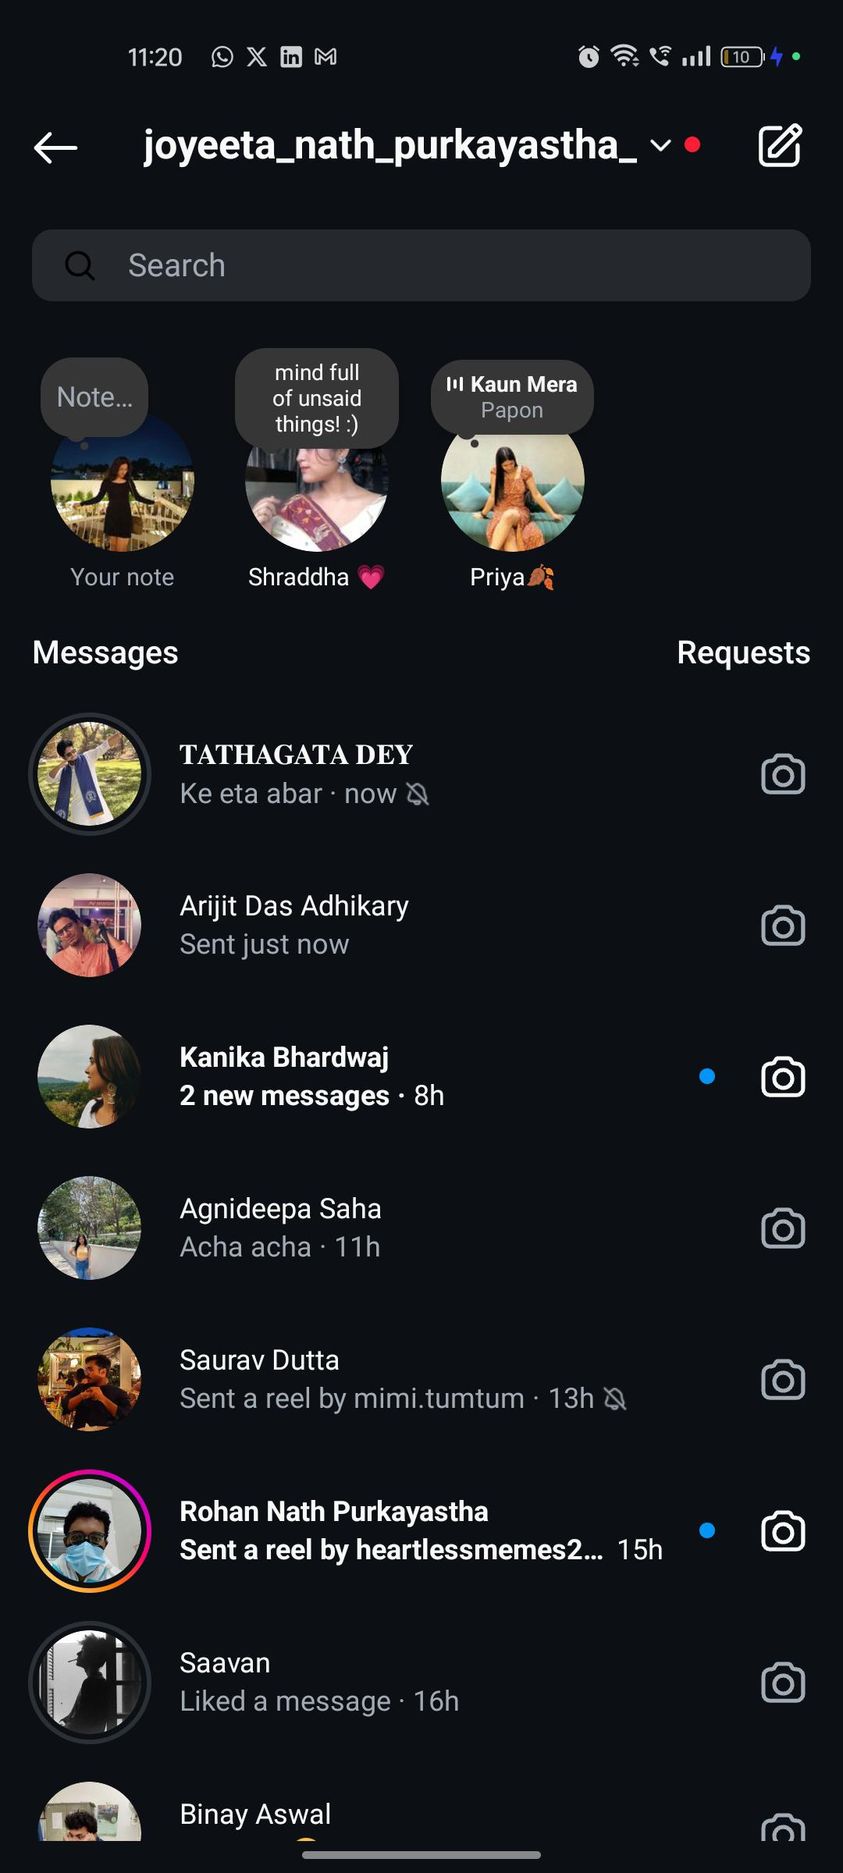 11:20
10
joyeeta_nath_purkayastha_
Search
Note...
mind full
of unsaid
things! :)
Kaun Mera
Papon
Your note
Shraddha 💗
Priya🍂
Messages
Requests
TATHAGATA DEY
Ke eta abar · now
Arijit Das Adhikary
Sent just now
Kanika Bhardwaj
2 new messages · 8h
Agnideepa Saha
Acha acha · 11h
Saurav Dutta
Sent a reel by mimi.tumtum · 13h
Rohan Nath Purkayastha
Sent a reel by heartlessmemes2... 15h
Saavan
Liked a message · 16h
Binay Aswal